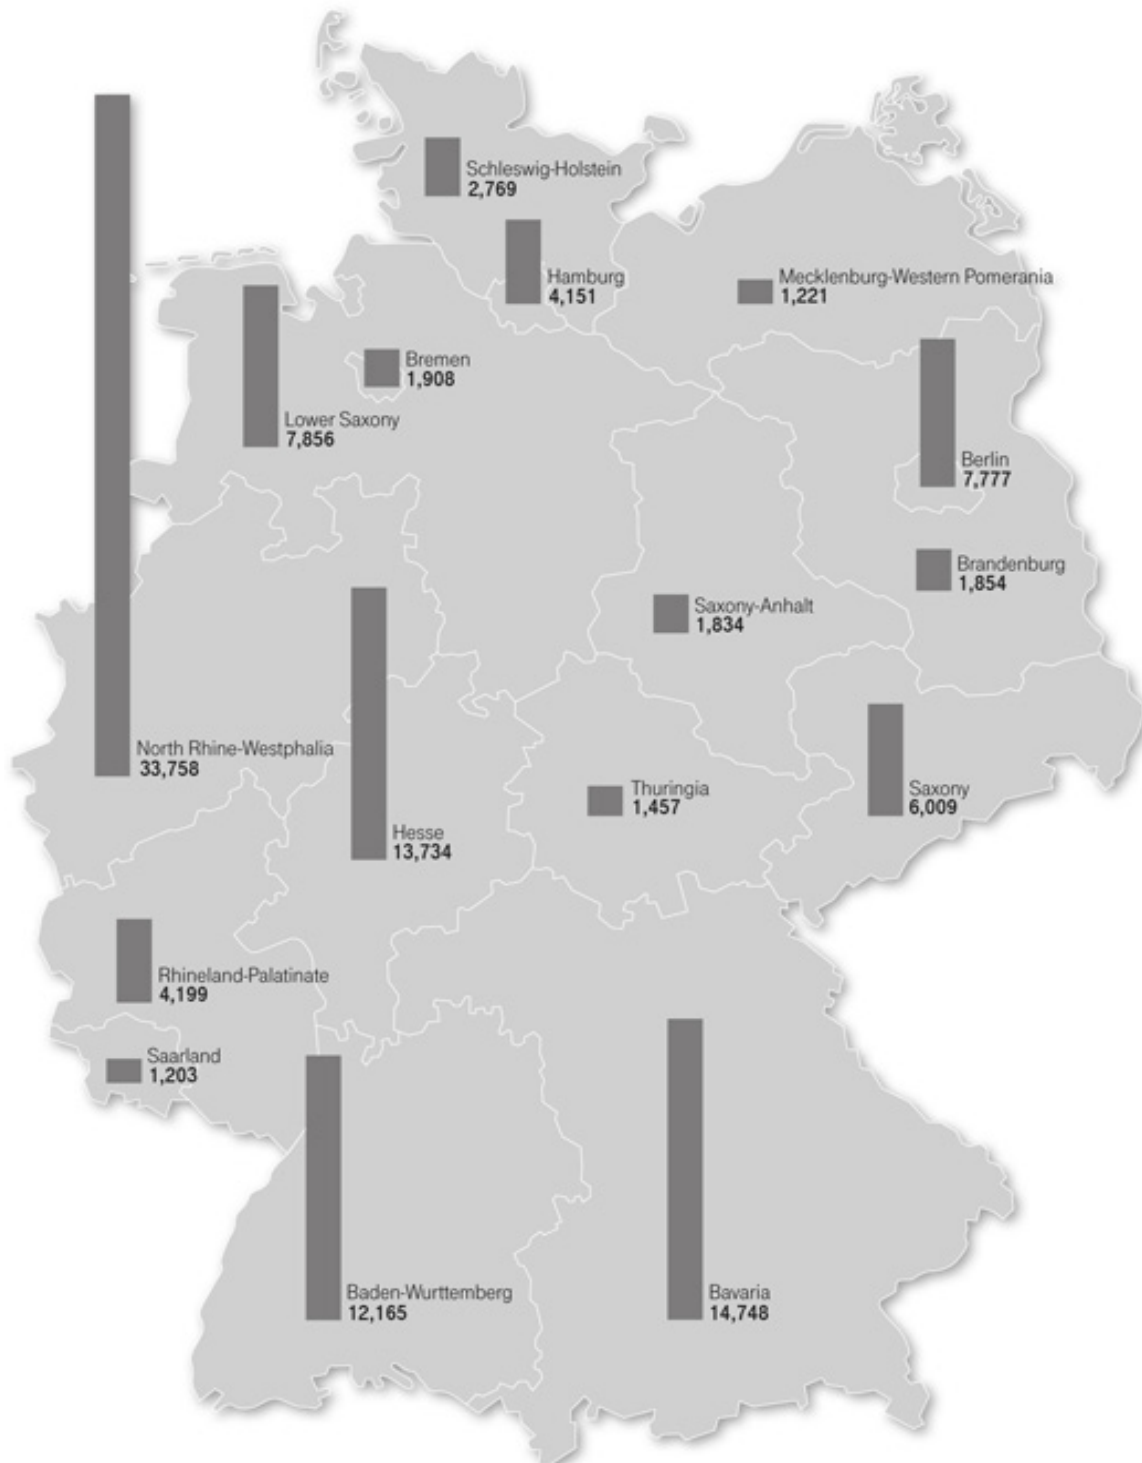 Schleswig-Holstein
2,769
Hamburg
4,151
Mecklenburg-Western Pomerania
1,221
Bremen
1,908
Lower Saxony
7,856
Berlin
7,777
Brandenburg
1,854
Saxony-Anhalt
1,834
North Rhine-Westphalia
33,758
Thuringia
1,457
Saxony
6,009
Hesse
13,734
Rhineland-Palatinate
4,199
Saarland
1,203
Baden-Wurttemberg
12,165
Bavaria
14,748